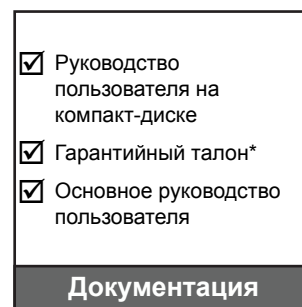 Руководство
пользователя на
компакт-диске
Гарантийный талон*
Основное руководство
пользователя
Документация